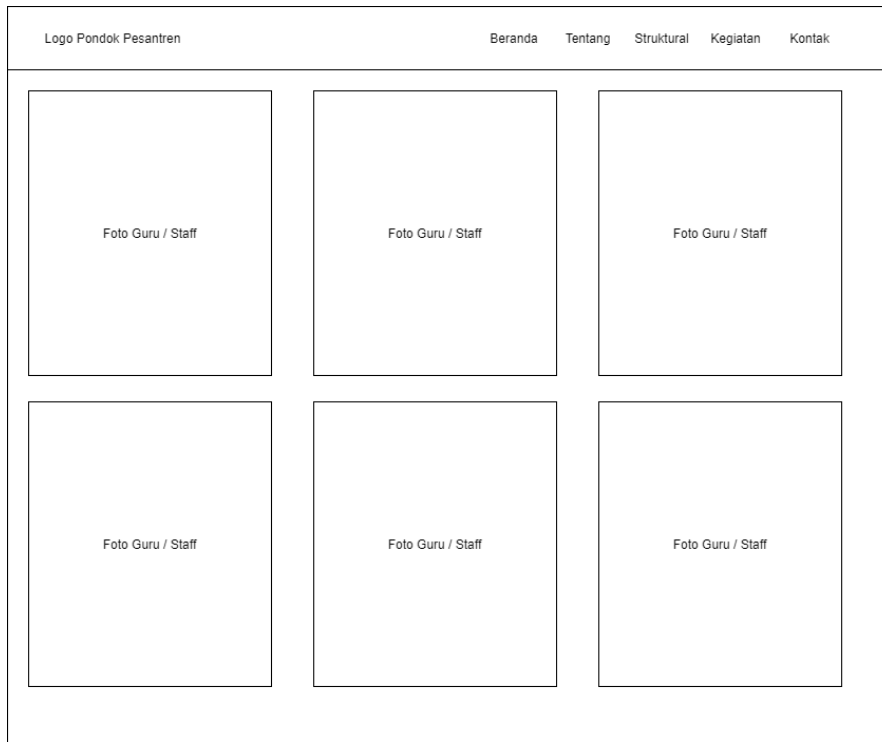 Logo Pondok Pesantren
Beranda Tentang Struktural Kegiatan Kontak
Foto Guru / Staff Foto Guru / Staff Foto Guru / Staff
Foto Guru / Staff Foto Guru / Staff Foto Guru / Staff